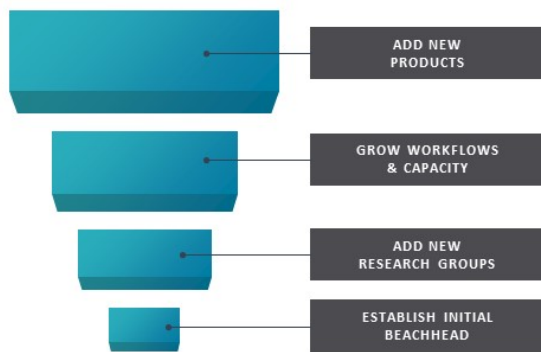 ADD NEW
PRODUCTS
GROW WORKFLOWS
& CAPACITY
ADD NEW
RESEARCH GROUPS
ESTABLISH INITIAL
BEACHHEAD